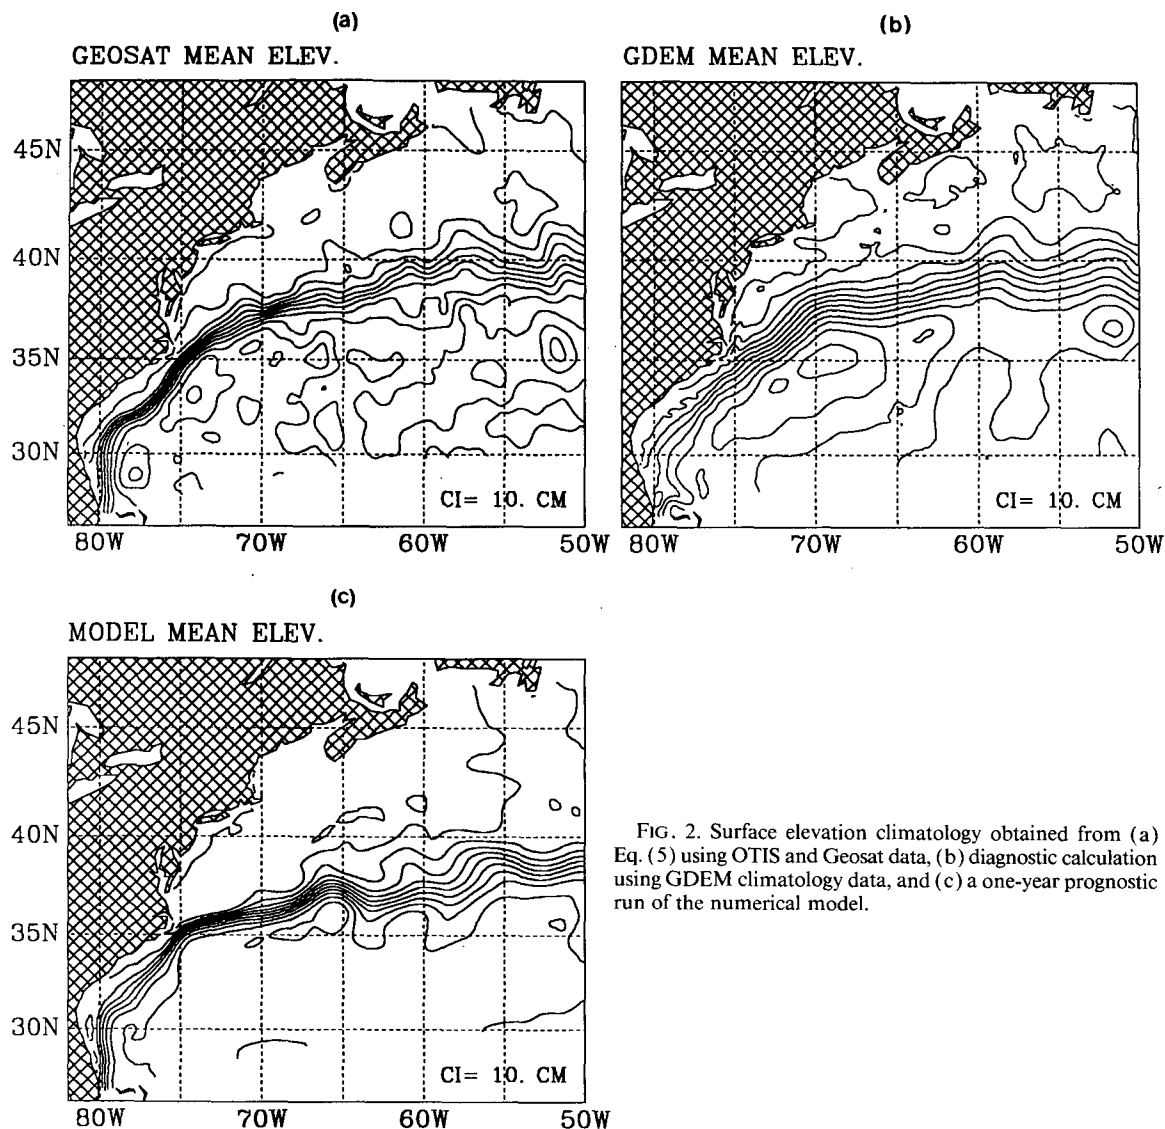 (a)
GEOSAT MEAN ELEV.
45N
40N
35N
30N
CI= 10. CM
80W 70W 60W 50W
(b)
GDEM MEAN ELEV.
CI= 10. CM
80W 70W 60W 50W
(c)
MODEL MEAN ELEV.
45N
40N
35N
30N
CI= 10. CM
80W 70W 60W 50W
FIG. 2. Surface elevation climatology obtained from (a)
Eq. (5) using OTIS and Geosat data, (b) diagnostic calculation
using GDEM climatology data, and (c) a one-year prognostic
run of the numerical model.